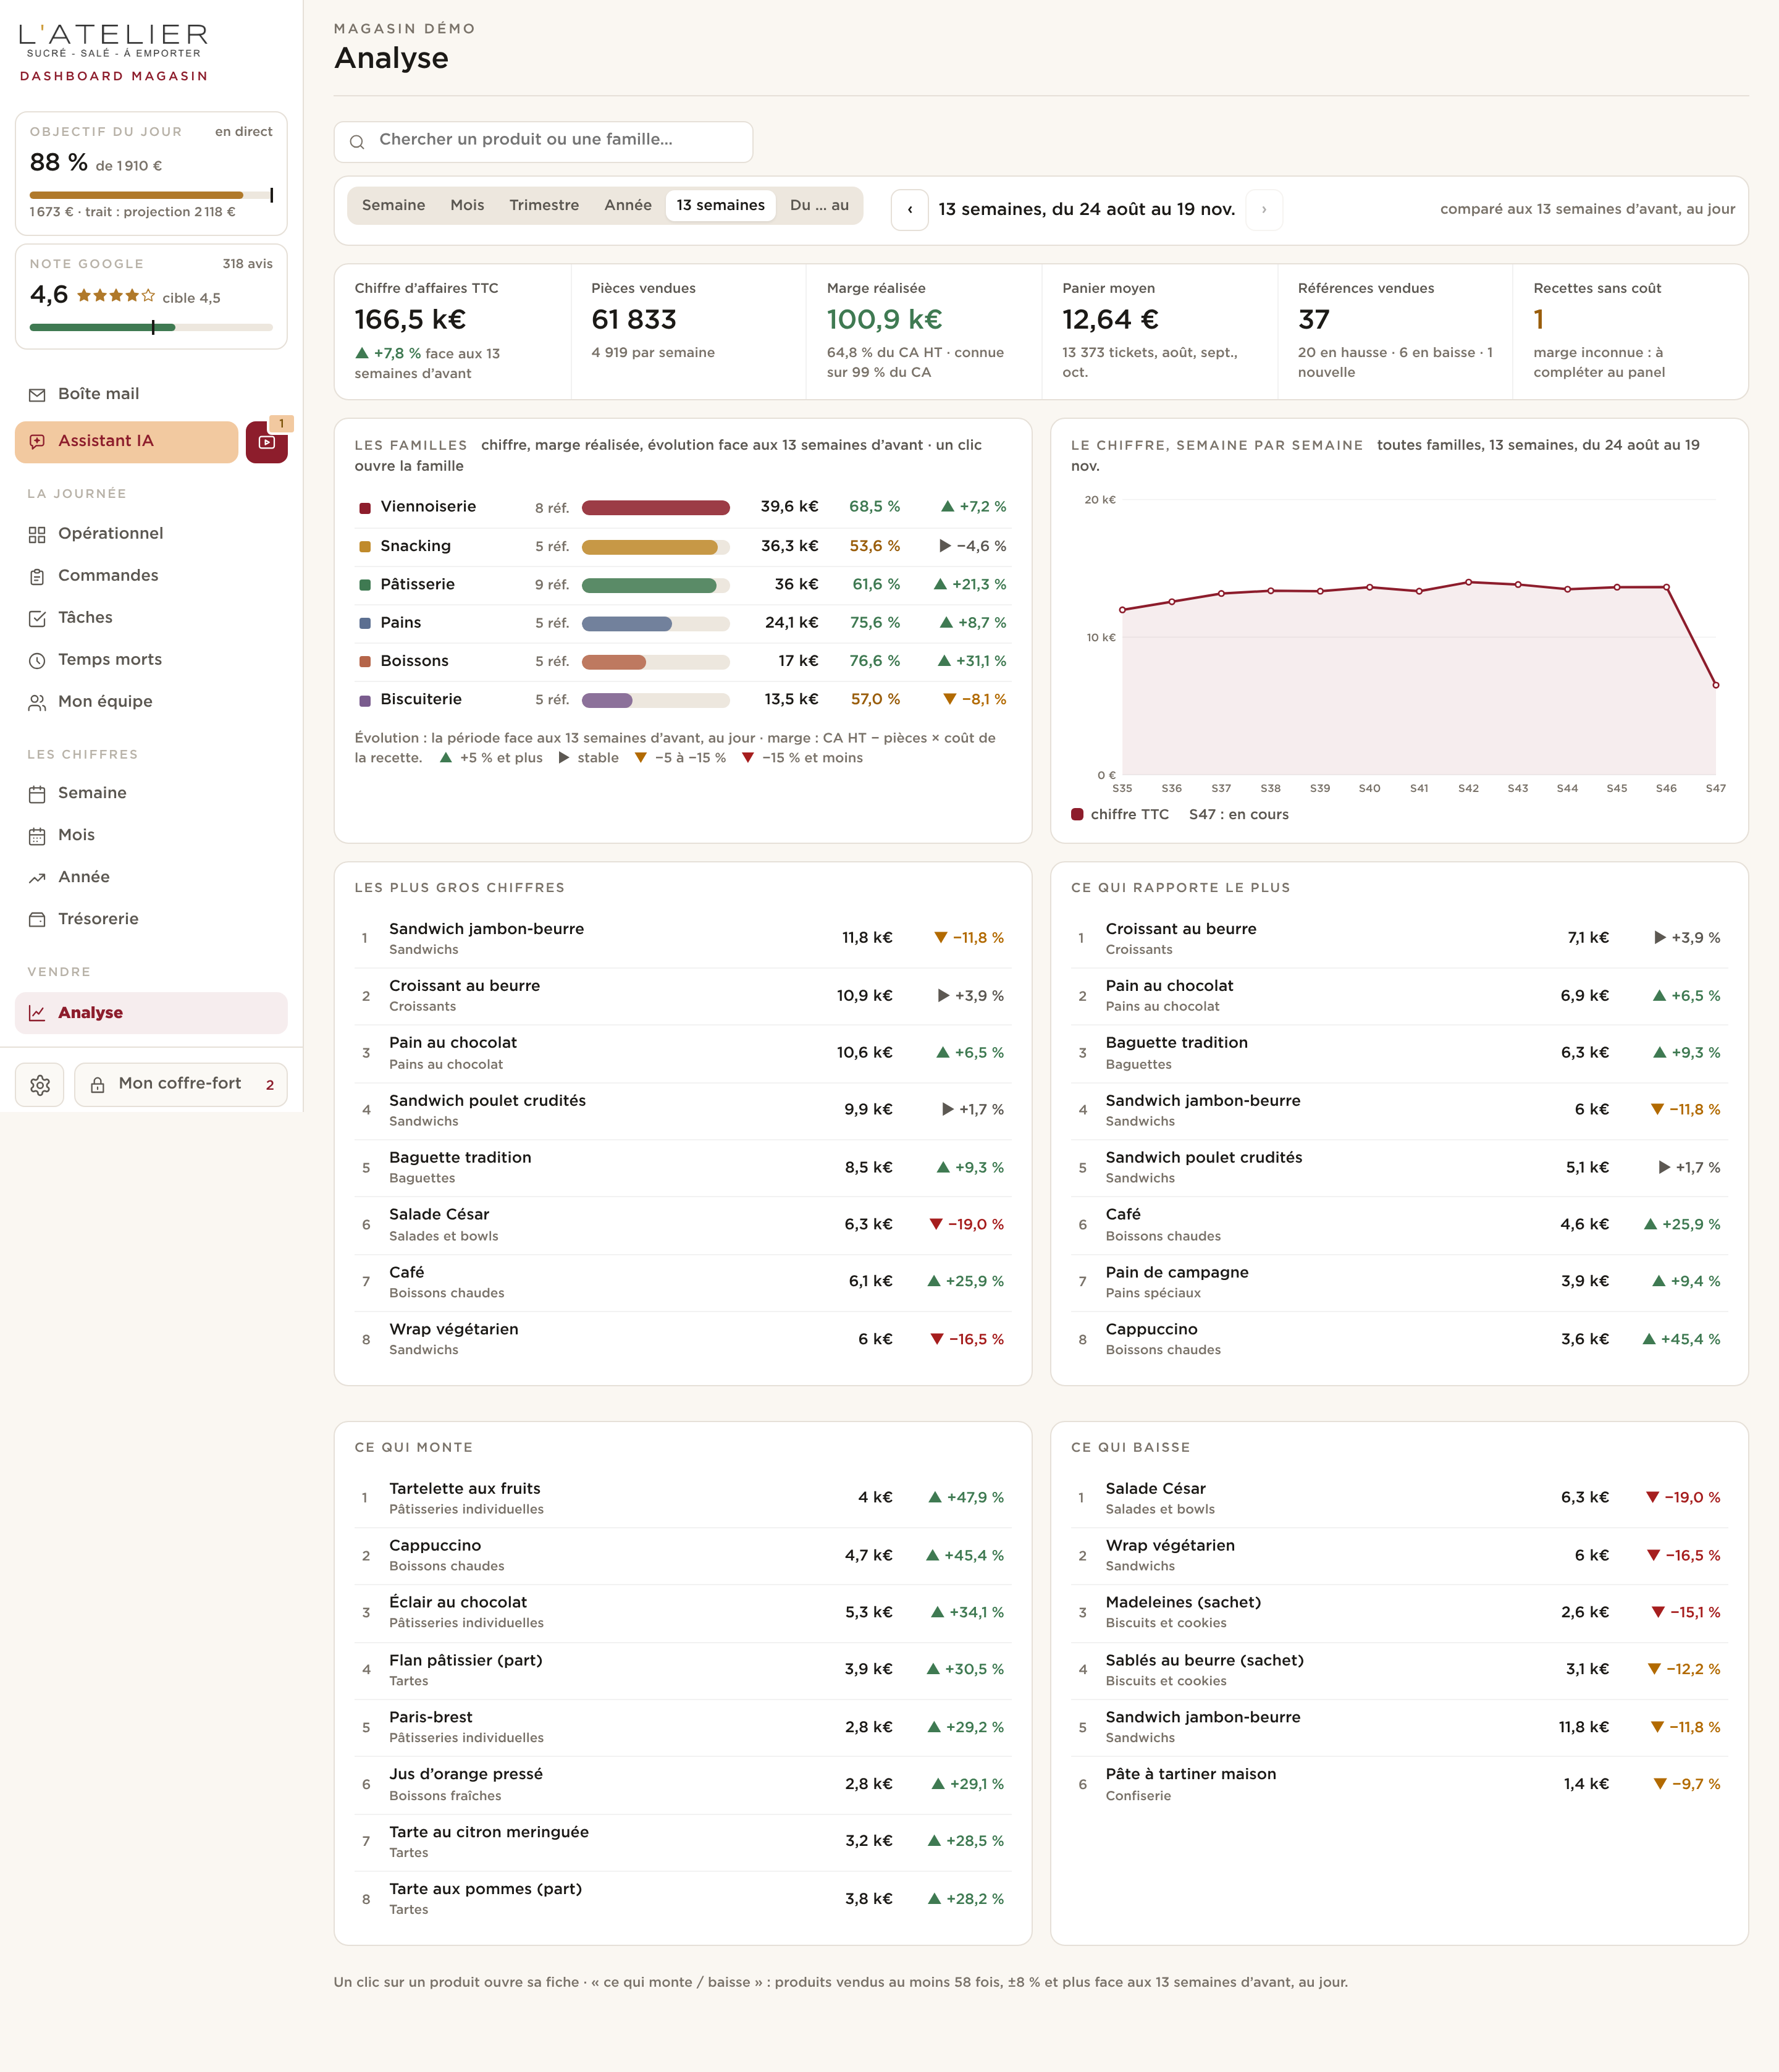 L'ATELIER
SUCRÉ - SALÉ - À EMPORTER
DASHBOARD MAGASIN
OBJECTIF DU JOUR en direct
88 % de 1 910 €
1 673 € · trait : projection 2 118 €
NOTE GOOGLE 318 avis
4,6 cible 4,5
Boîte mail
Assistant IA 1
LA JOURNÉE
Opérationnel
Commandes
Tâches
Temps morts
Mon équipe
LES CHIFFRES
Semaine
Mois
Année
Trésorerie
VENDRE
Analyse
Mon coffre-fort 2
MAGASIN DÉMO
Analyse
Chercher un produit ou une famille...
Semaine Mois Trimestre Année 13 semaines Du ... au ‹ 13 semaines, du 24 août au 19 nov. › comparé aux 13 semaines d’avant, au jour
Chiffre d’affaires TTC
166,5 k€
▲ +7,8 % face aux 13
semaines d’avant
Pièces vendues
61 833
4 919 par semaine
Marge réalisée
100,9 k€
64,8 % du CA HT · connue
sur 99 % du CA
Panier moyen
12,64 €
13 373 tickets, août, sept.,
oct.
Références vendues
37
20 en hausse · 6 en baisse · 1
nouvelle
Recettes sans coût
1
marge inconnue : à
compléter au panel
LES FAMILLES chiffre, marge réalisée, évolution face aux 13 semaines d’avant · un clic
ouvre la famille
Viennoiserie 8 réf. 39,6 k€ 68,5 % ▲ +7,2 %
Snacking 5 réf. 36,3 k€ 53,6 % ▶ −4,6 %
Pâtisserie 9 réf. 36 k€ 61,6 % ▲ +21,3 %
Pains 5 réf. 24,1 k€ 75,6 % ▲ +8,7 %
Boissons 5 réf. 17 k€ 76,6 % ▲ +31,1 %
Biscuiterie 5 réf. 13,5 k€ 57,0 % ▼ −8,1 %
Évolution : la période face aux 13 semaines d’avant, au jour · marge : CA HT − pièces × coût de
la recette. ▲ +5 % et plus ▶ stable ▼ −5 à −15 % ▼ −15 % et moins
LE CHIFFRE, SEMAINE PAR SEMAINE toutes familles, 13 semaines, du 24 août au 19
nov.
20 k€
10 k€
0 €
S35 S36 S37 S38 S39 S40 S41 S42 S43 S44 S45 S46 S47
chiffre TTC S47 : en cours
LES PLUS GROS CHIFFRES
1 Sandwich jambon-beurre 11,8 k€ ▼ −11,8 %
Sandwichs
2 Croissant au beurre 10,9 k€ ▶ +3,9 %
Croissants
3 Pain au chocolat 10,6 k€ ▲ +6,5 %
Pains au chocolat
4 Sandwich poulet crudités 9,9 k€ ▶ +1,7 %
Sandwichs
5 Baguette tradition 8,5 k€ ▲ +9,3 %
Baguettes
6 Salade César 6,3 k€ ▼ −19,0 %
Salades et bowls
7 Café 6,1 k€ ▲ +25,9 %
Boissons chaudes
8 Wrap végétarien 6 k€ ▼ −16,5 %
Sandwichs
CE QUI RAPPORTE LE PLUS
1 Croissant au beurre 7,1 k€ ▶ +3,9 %
Croissants
2 Pain au chocolat 6,9 k€ ▲ +6,5 %
Pains au chocolat
3 Baguette tradition 6,3 k€ ▲ +9,3 %
Baguettes
4 Sandwich jambon-beurre 6 k€ ▼ −11,8 %
Sandwichs
5 Sandwich poulet crudités 5,1 k€ ▶ +1,7 %
Sandwichs
6 Café 4,6 k€ ▲ +25,9 %
Boissons chaudes
7 Pain de campagne 3,9 k€ ▲ +9,4 %
Pains spéciaux
8 Cappuccino 3,6 k€ ▲ +45,4 %
Boissons chaudes
CE QUI MONTE
1 Tartelette aux fruits 4 k€ ▲ +47,9 %
Pâtisseries individuelles
2 Cappuccino 4,7 k€ ▲ +45,4 %
Boissons chaudes
3 Éclair au chocolat 5,3 k€ ▲ +34,1 %
Pâtisseries individuelles
4 Flan pâtissier (part) 3,9 k€ ▲ +30,5 %
Tartes
5 Paris-brest 2,8 k€ ▲ +29,2 %
Pâtisseries individuelles
6 Jus d’orange pressé 2,8 k€ ▲ +29,1 %
Boissons fraîches
7 Tarte au citron meringuée 3,2 k€ ▲ +28,5 %
Tartes
8 Tarte aux pommes (part) 3,8 k€ ▲ +28,2 %
Tartes
CE QUI BAISSE
1 Salade César 6,3 k€ ▼ −19,0 %
Salades et bowls
2 Wrap végétarien 6 k€ ▼ −16,5 %
Sandwichs
3 Madeleines (sachet) 2,6 k€ ▼ −15,1 %
Biscuits et cookies
4 Sablés au beurre (sachet) 3,1 k€ ▼ −12,2 %
Biscuits et cookies
5 Sandwich jambon-beurre 11,8 k€ ▼ −11,8 %
Sandwichs
6 Pâte à tartiner maison 1,4 k€ ▼ −9,7 %
Confiserie
Un clic sur un produit ouvre sa fiche · « ce qui monte / baisse » : produits vendus au moins 58 fois, ±8 % et plus face aux 13 semaines d’avant, au jour.